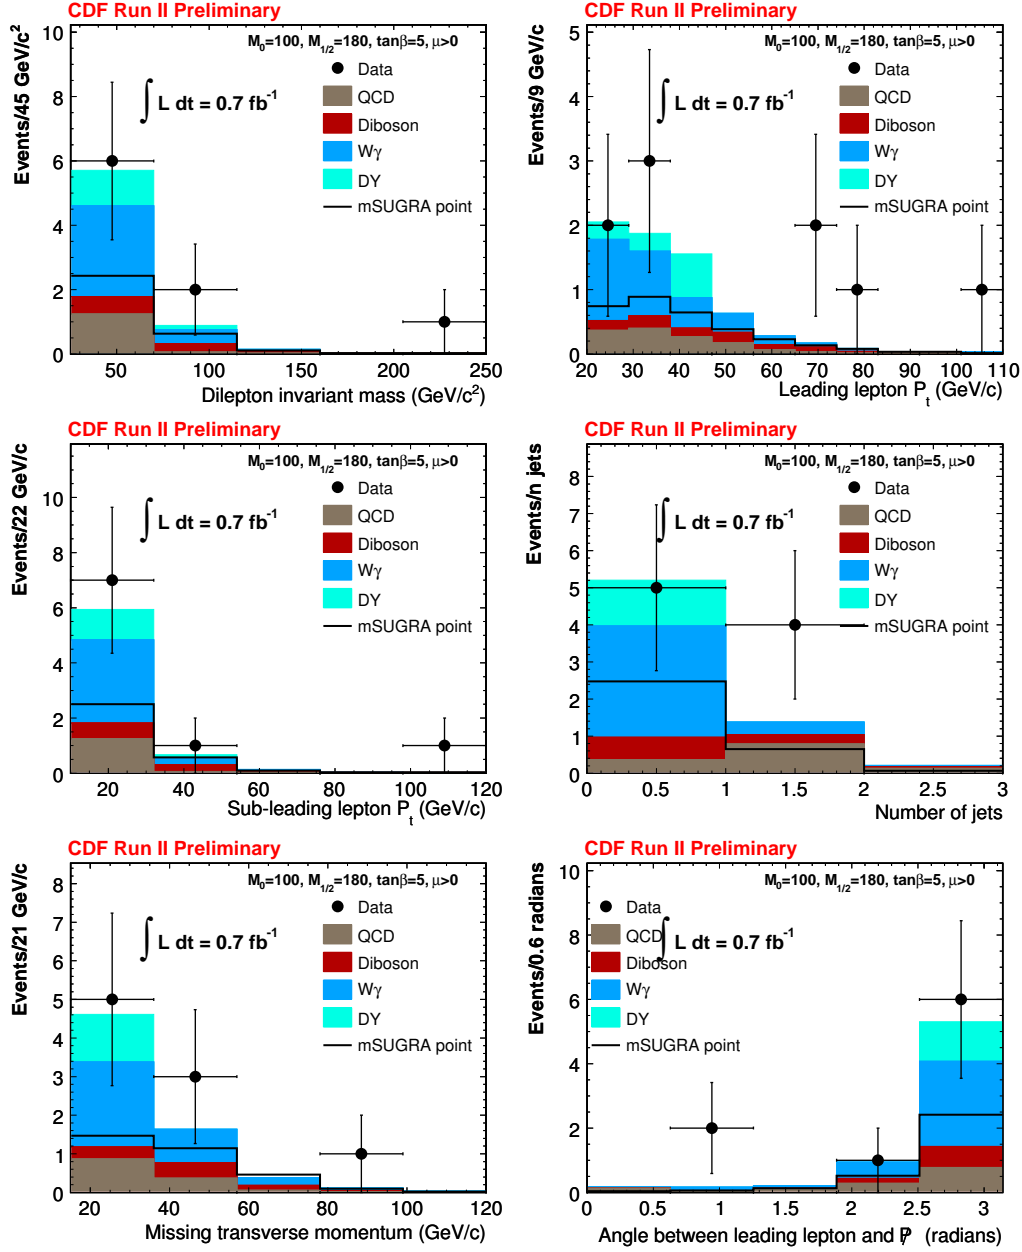 CDF Run II Preliminary
M0=100, M1/2=180, tanβ=5, μ>0
Events/45 GeV/c2
∫ L dt = 0.7 fb-1
Data
QCD
Diboson
Wγ
DY
mSUGRA point
0 2 4 6 8 10
50 100 150 200 250
Dilepton invariant mass (GeV/c2)
CDF Run II Preliminary
M0=100, M1/2=180, tanβ=5, μ>0
Events/9 GeV/c
∫ L dt = 0.7 fb-1
Data
QCD
Diboson
Wγ
DY
mSUGRA point
0 1 2 3 4 5
20 30 40 50 60 70 80 90 100 110
Leading lepton Pt (GeV/c)
CDF Run II Preliminary
M0=100, M1/2=180, tanβ=5, μ>0
Events/22 GeV/c
∫ L dt = 0.7 fb-1
Data
QCD
Diboson
Wγ
DY
mSUGRA point
0 2 4 6 8 10
20 40 60 80 100 120
Sub-leading lepton Pt (GeV/c)
CDF Run II Preliminary
M0=100, M1/2=180, tanβ=5, μ>0
Events/n jets
∫ L dt = 0.7 fb-1
Data
QCD
Diboson
Wγ
DY
mSUGRA point
0 1 2 3 4 5 6 7 8
0 0.5 1 1.5 2 2.5 3
Number of jets
CDF Run II Preliminary
M0=100, M1/2=180, tanβ=5, μ>0
Events/21 GeV/c
∫ L dt = 0.7 fb-1
Data
QCD
Diboson
Wγ
DY
mSUGRA point
0 1 2 3 4 5 6 7 8
20 40 60 80 100 120
Missing transverse momentum (GeV/c)
CDF Run II Preliminary
M0=100, M1/2=180, tanβ=5, μ>0
Events/0.6 radians
∫ L dt = 0.7 fb-1
Data
QCD
Diboson
Wγ
DY
mSUGRA point
0 2 4 6 8 10
0 0.5 1 1.5 2 2.5 3
Angle between leading lepton and P̸ (radians)